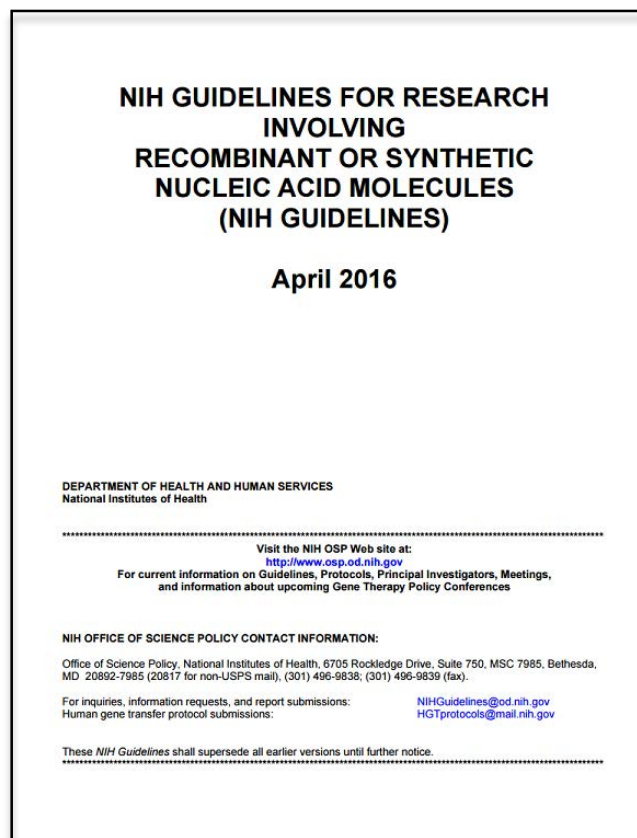 NIH GUIDELINES FOR RESEARCH
INVOLVING
RECOMBINANT OR SYNTHETIC
NUCLEIC ACID MOLECULES
(NIH GUIDELINES)
April 2016
DEPARTMENT OF HEALTH AND HUMAN SERVICES
National Institutes of Health
Visit the NIH OSP Web site at:
http://www.osp.od.nih.gov
For current information on Guidelines, Protocols, Principal Investigators, Meetings,
and information about upcoming Gene Therapy Policy Conferences
NIH OFFICE OF SCIENCE POLICY CONTACT INFORMATION:
Office of Science Policy, National Institutes of Health, 6705 Rockledge Drive, Suite 750, MSC 7985, Bethesda,
MD 20892-7985 (20817 for non-USPS mail), (301) 496-9838; (301) 496-9839 (fax).
For inquiries, information requests, and report submissions: NIHGuidelines@od.nih.gov
Human gene transfer protocol submissions: HGTprotocols@mail.nih.gov
These NIH Guidelines shall supersede all earlier versions until further notice.